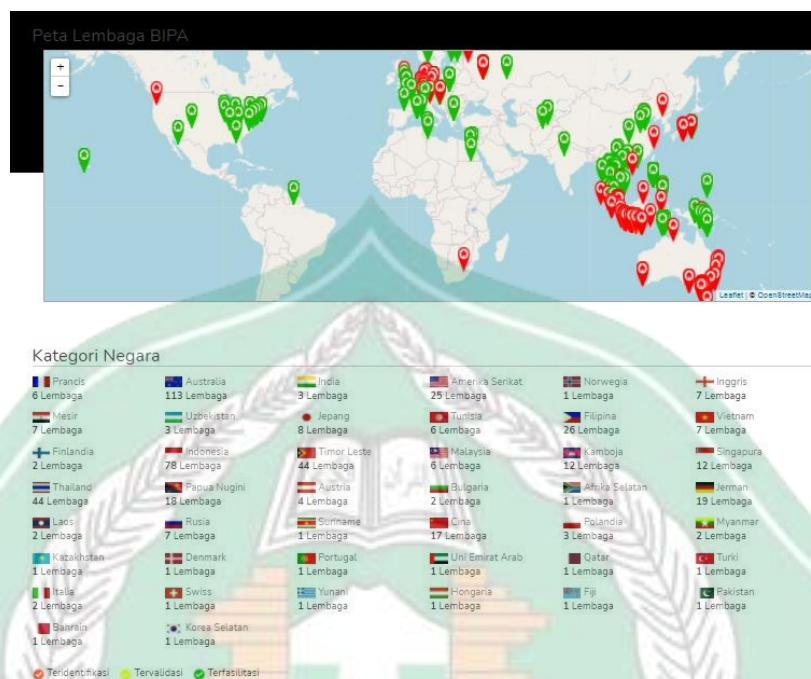 Peta Lembaga BIPA
+
−
Leaflet | © OpenStreetMap
Kategori Negara
Prancis Australia India Amerika Serikat Norwegia Inggris
6 Lembaga 113 Lembaga 3 Lembaga 25 Lembaga 1 Lembaga 7 Lembaga
Mesir Uzbekistan Jepang Tunisia Filipina Vietnam
7 Lembaga 3 Lembaga 8 Lembaga 6 Lembaga 26 Lembaga 7 Lembaga
Finlandia Indonesia Timor Leste Malaysia Kamboja Singapura
2 Lembaga 78 Lembaga 44 Lembaga 6 Lembaga 12 Lembaga 12 Lembaga
Thailand Papua Nugini Austria Bulgaria Afrika Selatan Jerman
44 Lembaga 18 Lembaga 4 Lembaga 2 Lembaga 1 Lembaga 19 Lembaga
Laos Rusia Suriname Cina Polandia Myanmar
2 Lembaga 7 Lembaga 1 Lembaga 17 Lembaga 3 Lembaga 2 Lembaga
Kazakhstan Denmark Portugal Uni Emirat Arab Qatar Turki
1 Lembaga 1 Lembaga 1 Lembaga 1 Lembaga 1 Lembaga 1 Lembaga
Italia Swiss Yunani Hongaria Fiji Pakistan
2 Lembaga 1 Lembaga 1 Lembaga 1 Lembaga 1 Lembaga 1 Lembaga
Bahrain Korea Selatan
1 Lembaga 1 Lembaga
Teridentifikasi Tervalidasi Terfasilitasi